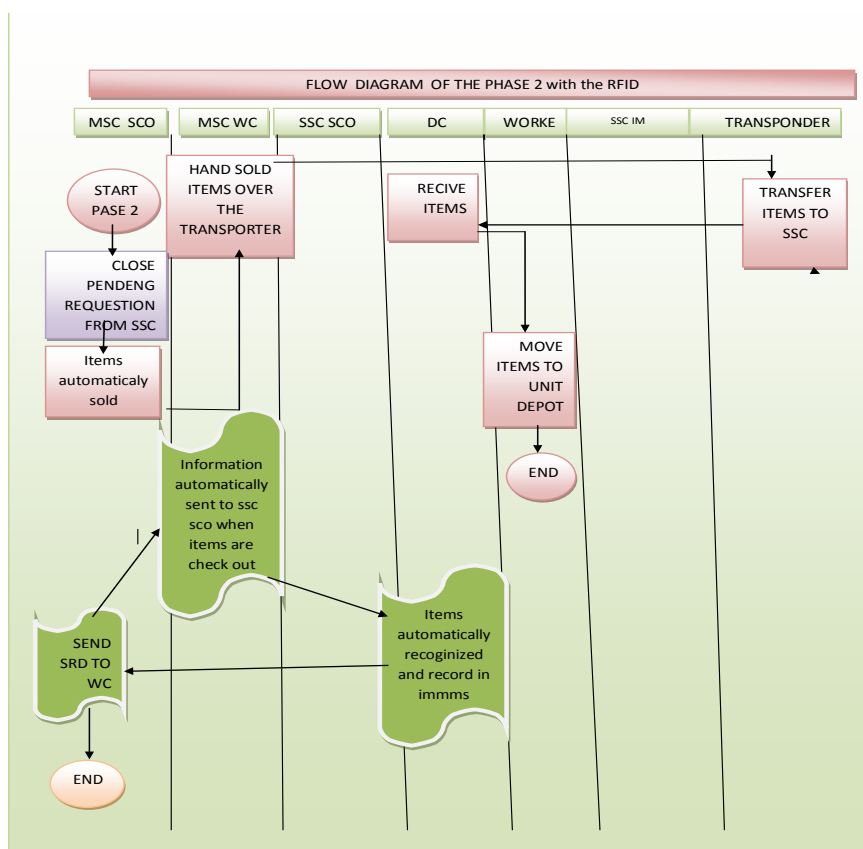 FLOW DIAGRAM OF THE PHASE 2 with the RFID
MSC SCO
MSC WC
SSC SCO
DC
WORKE
SSC IM
TRANSPONDER
START
PASE 2
HAND SOLD
ITEMS OVER
THE
TRANSPORTER
RECIVE
ITEMS
TRANSFER
ITEMS TO
SSC
CLOSE
PENDENG
REQUESTION
FROM SSC
Items
automaticaly
sold
MOVE
ITEMS TO
UNIT
DEPOT
END
Information
automatically
sent to ssc
sco when
items are
check out
Items
automatically
recoginized
and record in
immms
SEND
SRD TO
WC
END